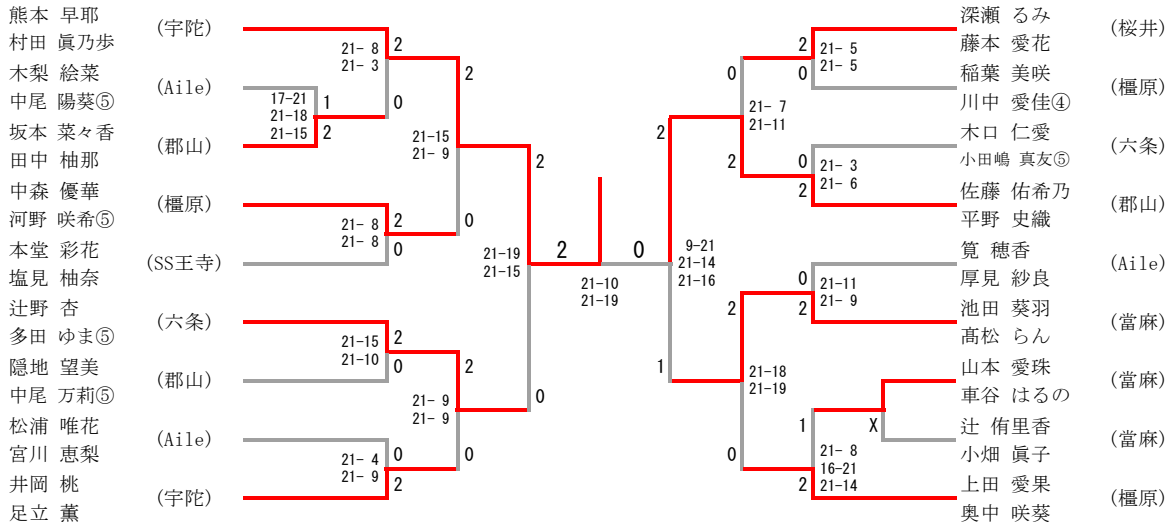 熊本 早耶
村田 眞乃歩
(宇陀)
木梨 絵菜
中尾 陽葵⑤
(Aile)
坂本 菜々香
田中 柚那
(郡山)
中森 優華
河野 咲希⑤
(橿原)
本堂 彩花
塩見 柚奈
(SS王寺)
辻野 杏
多田 ゆま⑤
(六条)
隠地 望美
中尾 万莉⑤
(郡山)
松浦 唯花
宮川 恵梨
(Aile)
井岡 桃
足立 薫
(宇陀)
17-21
21-18
21-15
1
2
21- 8
21- 3
2
0
21- 8
21- 8
2
0
21-15
21-10
2
0
21- 4
21- 9
0
2
21-15
21- 9
2
0
21- 9
21- 9
2
0
21-19
21-15
2
0
2
0
21-10
21-19
9-21
21-14
21-16
2
1
21- 7
21-11
0
2
21-18
21-19
2
0
21- 5
21- 5
2
0
21- 3
21- 6
0
2
21-11
21- 9
0
2
21- 8
16-21
21-14
1
2
X
深瀬 るみ
藤本 愛花
(桜井)
稲葉 美咲
川中 愛佳④
(橿原)
木口 仁愛
小田嶋 真友⑤
(六条)
佐藤 佑希乃
平野 史織
(郡山)
筧 穂香
厚見 紗良
(Aile)
池田 葵羽
髙松 らん
(當麻)
山本 愛珠
車谷 はるの
(當麻)
辻 侑里香
小畑 眞子
(當麻)
上田 愛果
奥中 咲葵
(橿原)